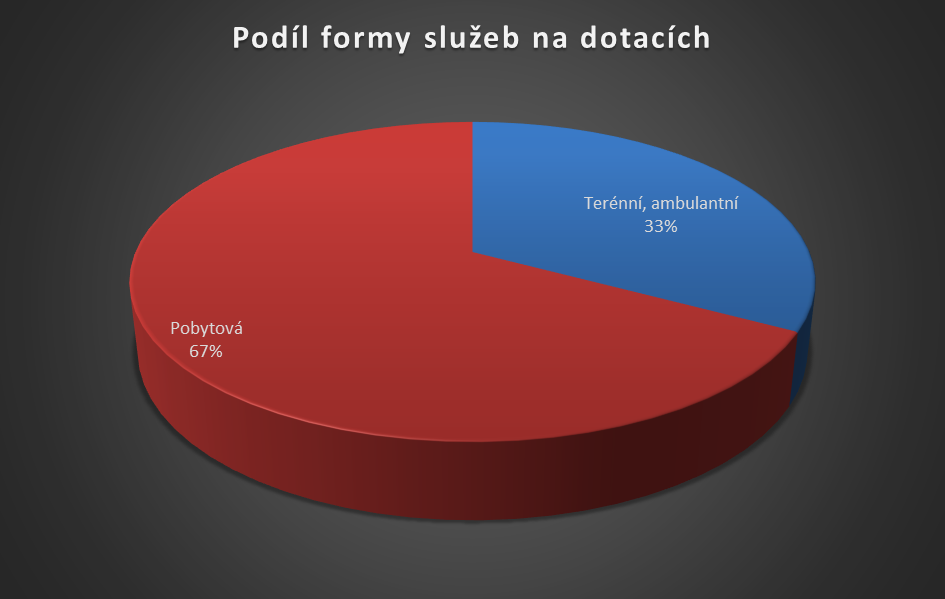 Podíl formy služeb na dotacích
Terénní, ambulantní
33%
Pobytová
67%